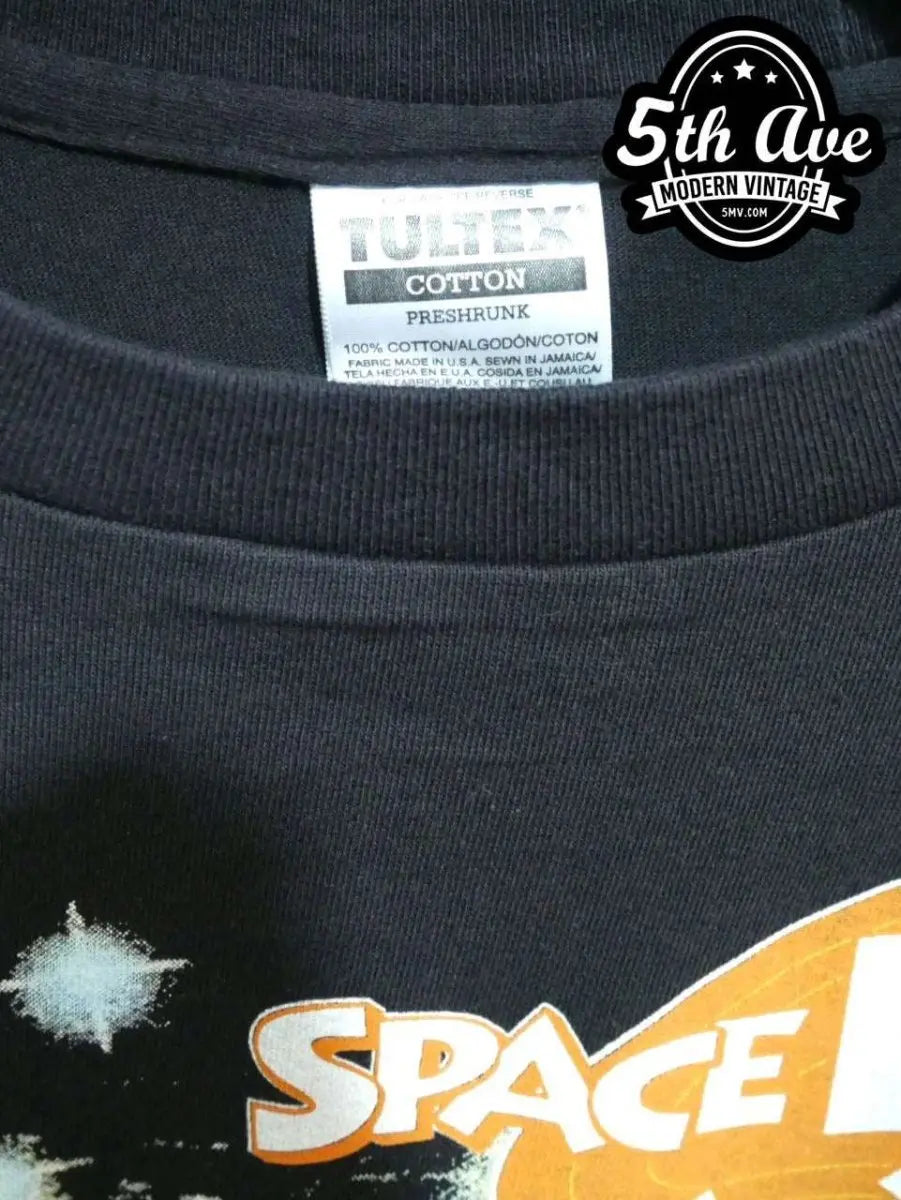 5th Ave
MODERN VINTAGE
5MV.COM
REVERSE
TULTEX
COTTON
PRESHRUNK
100% COTTON/ALGODÓN/COTON
FABRIC MADE IN U.S.A. SEWN IN JAMAICA/
TELA HECHA EN E.U.A. COSIDA EN JAMAICA/
SPACE